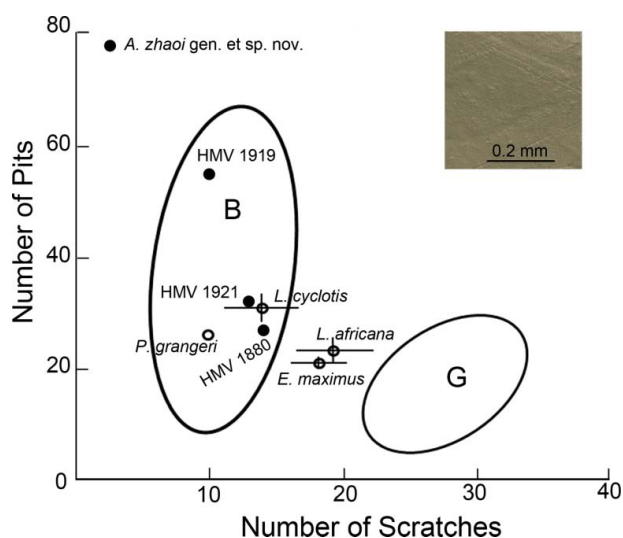 80
A. zhaoi gen. et sp. nov.
0.2 mm
60
HMV 1919
B
40
HMV 1921
L. cyclotis
P. grangeri
HMV 1880
L. africana
E. maximus
G
20
0
10
20
30
40
Number of Pits
Number of Scratches